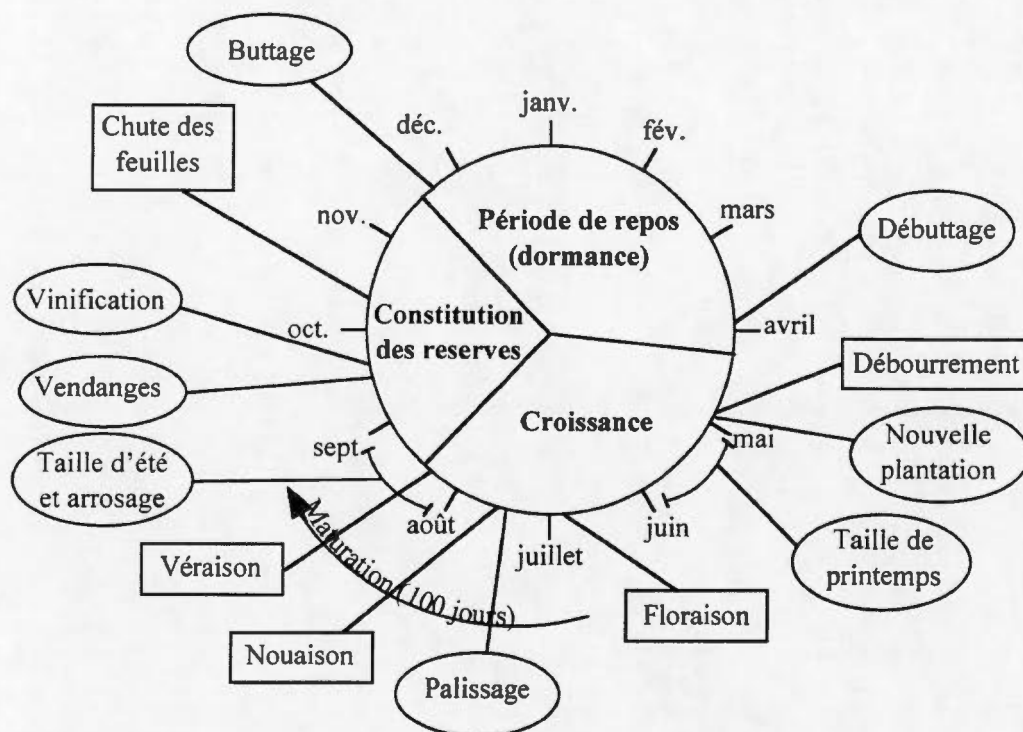 Buttage
janv.
déc.
fév.
Chute des
feuilles
nov.
mars
Période de repos
(dormance)
Débuttage
Vinification
oct.
Constitution
des reserves
avril
Débourrement
Vendanges
Croissance
mai
Nouvelle
plantation
sept
Taille d'été
et arrosage
août
juin
juillet
Maturation (100 jours)
Taille de
printemps
Véraison
Floraison
Nouaison
Palissage